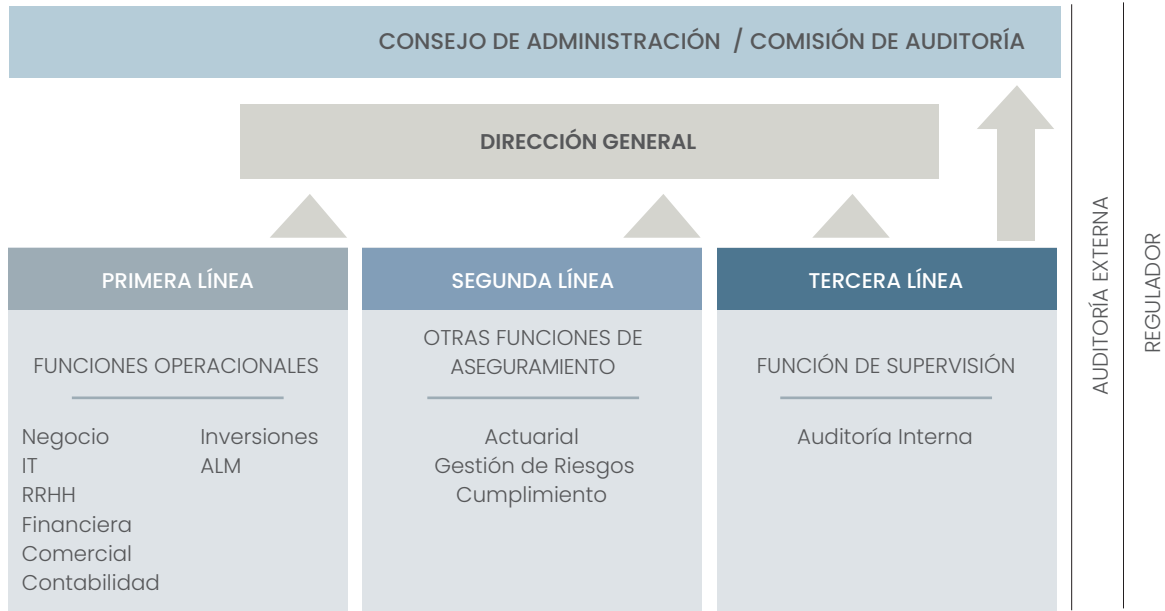 CONSEJO DE ADMINISTRACIÓN / COMISIÓN DE AUDITORÍA
DIRECCIÓN GENERAL
PRIMERA LÍNEA
FUNCIONES OPERACIONALES
Negocio
IT
RRHH
Financiera
Comercial
Contabilidad
Inversiones
ALM
SEGUNDA LÍNEA
OTRAS FUNCIONES DE
ASEGURAMIENTO
Actuarial
Gestión de Riesgos
Cumplimiento
TERCERA LÍNEA
FUNCIÓN DE SUPERVISIÓN
Auditoría Interna
AUDITORÍA EXTERNA
REGULADOR